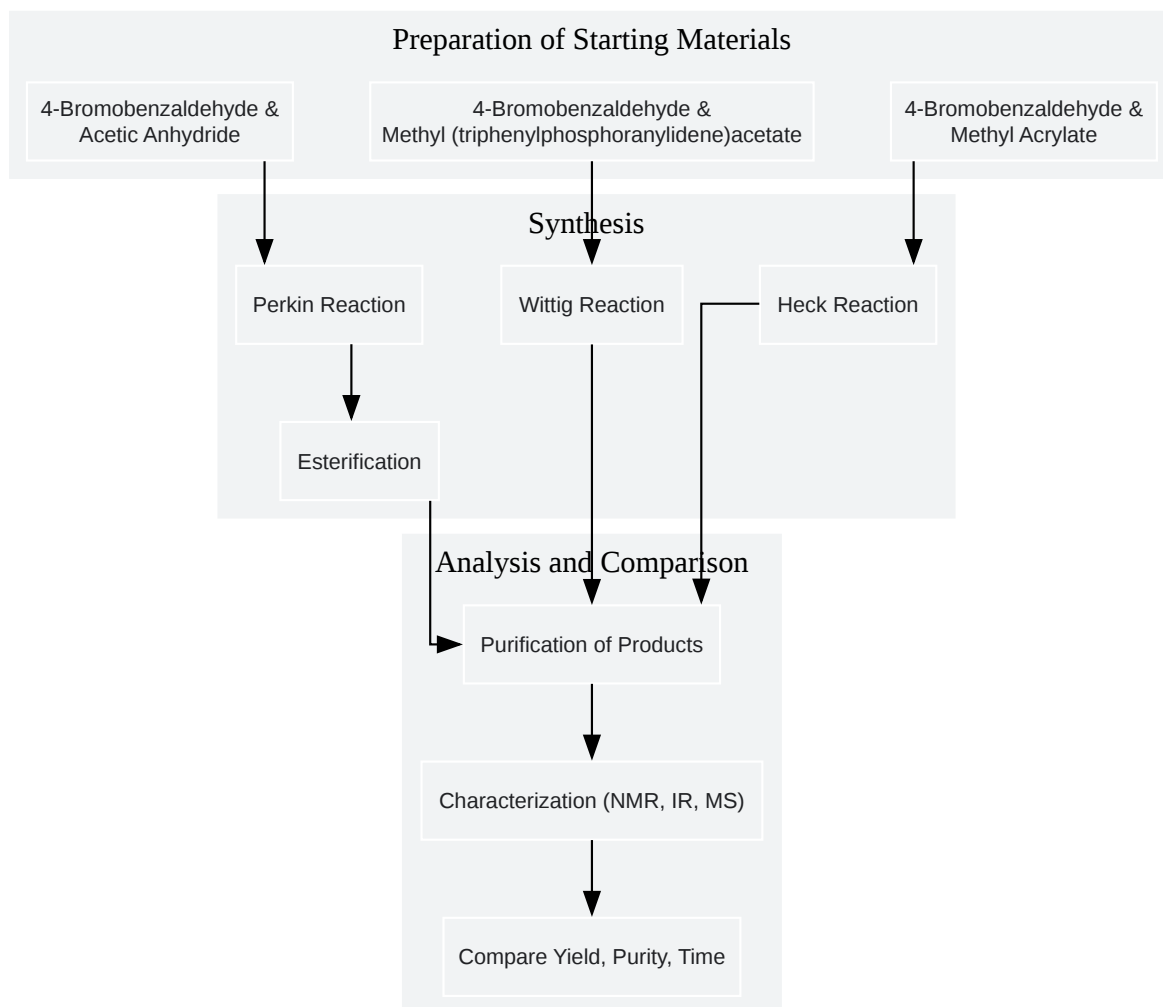 Preparation of Starting Materials
4-Bromobenzaldehyde &
Acetic Anhydride
4-Bromobenzaldehyde &
Methyl (triphenylphosphoranylidene)acetate
4-Bromobenzaldehyde &
Methyl Acrylate
Synthesis
Perkin Reaction
Wittig Reaction
Heck Reaction
Esterification
Analysis and Comparison
Purification of Products
Characterization (NMR, IR, MS)
Compare Yield, Purity, Time